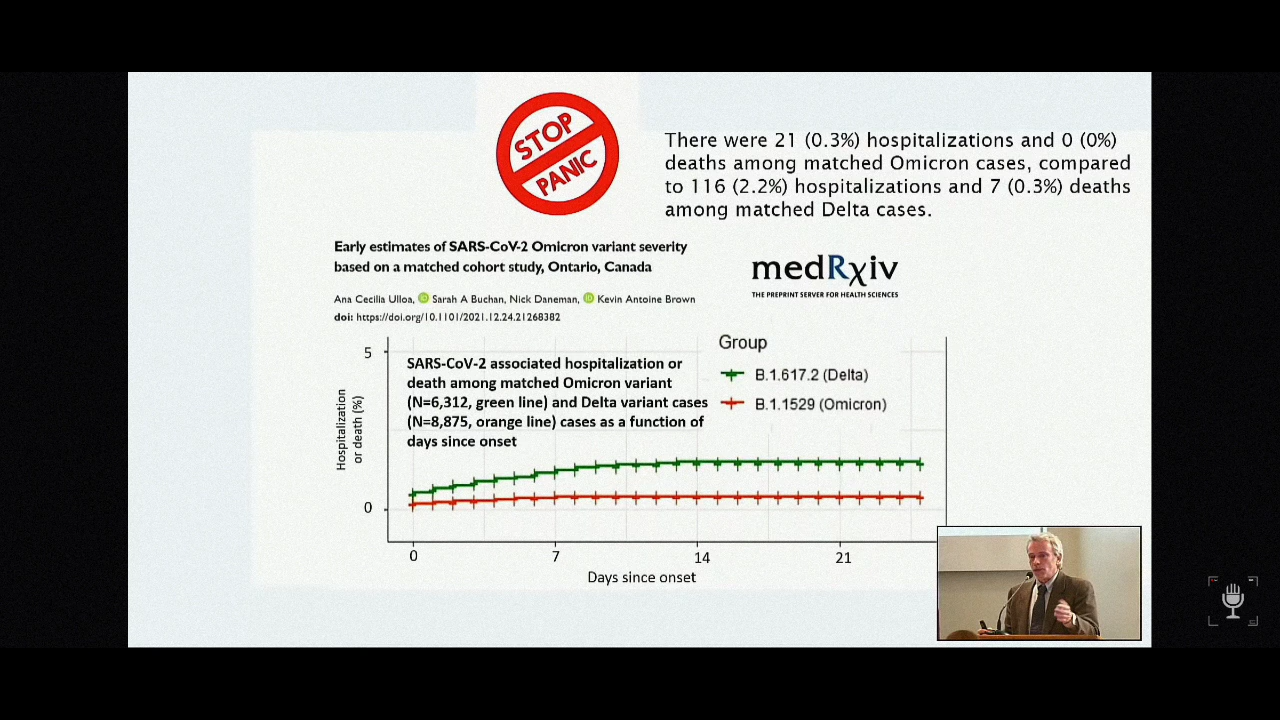 STOP
PANIC
There were 21 (0.3%) hospitalizations and 0 (0%)
deaths among matched Omicron cases, compared
to 116 (2.2%) hospitalizations and 7 (0.3%) deaths
among matched Delta cases.
Early estimates of SARS-CoV-2 Omicron variant severity
based on a matched cohort study, Ontario, Canada
Ana Cecilia Ulloa, iD Sarah A Buchan, Nick Daneman, iD Kevin Antoine Brown
doi: https://doi.org/10.1101/2021.12.24.21268382
medRχiv
THE PREPRINT SERVER FOR HEALTH SCIENCES
SARS-CoV-2 associated hospitalization or
death among matched Omicron variant
(N=6,312, green line) and Delta variant cases
(N=8,875, orange line) cases as a function of
days since onset
Group
B.1.617.2 (Delta)
B.1.1529 (Omicron)
Hospitalization
or death (%)
5
0
0 7 14 21
Days since onset